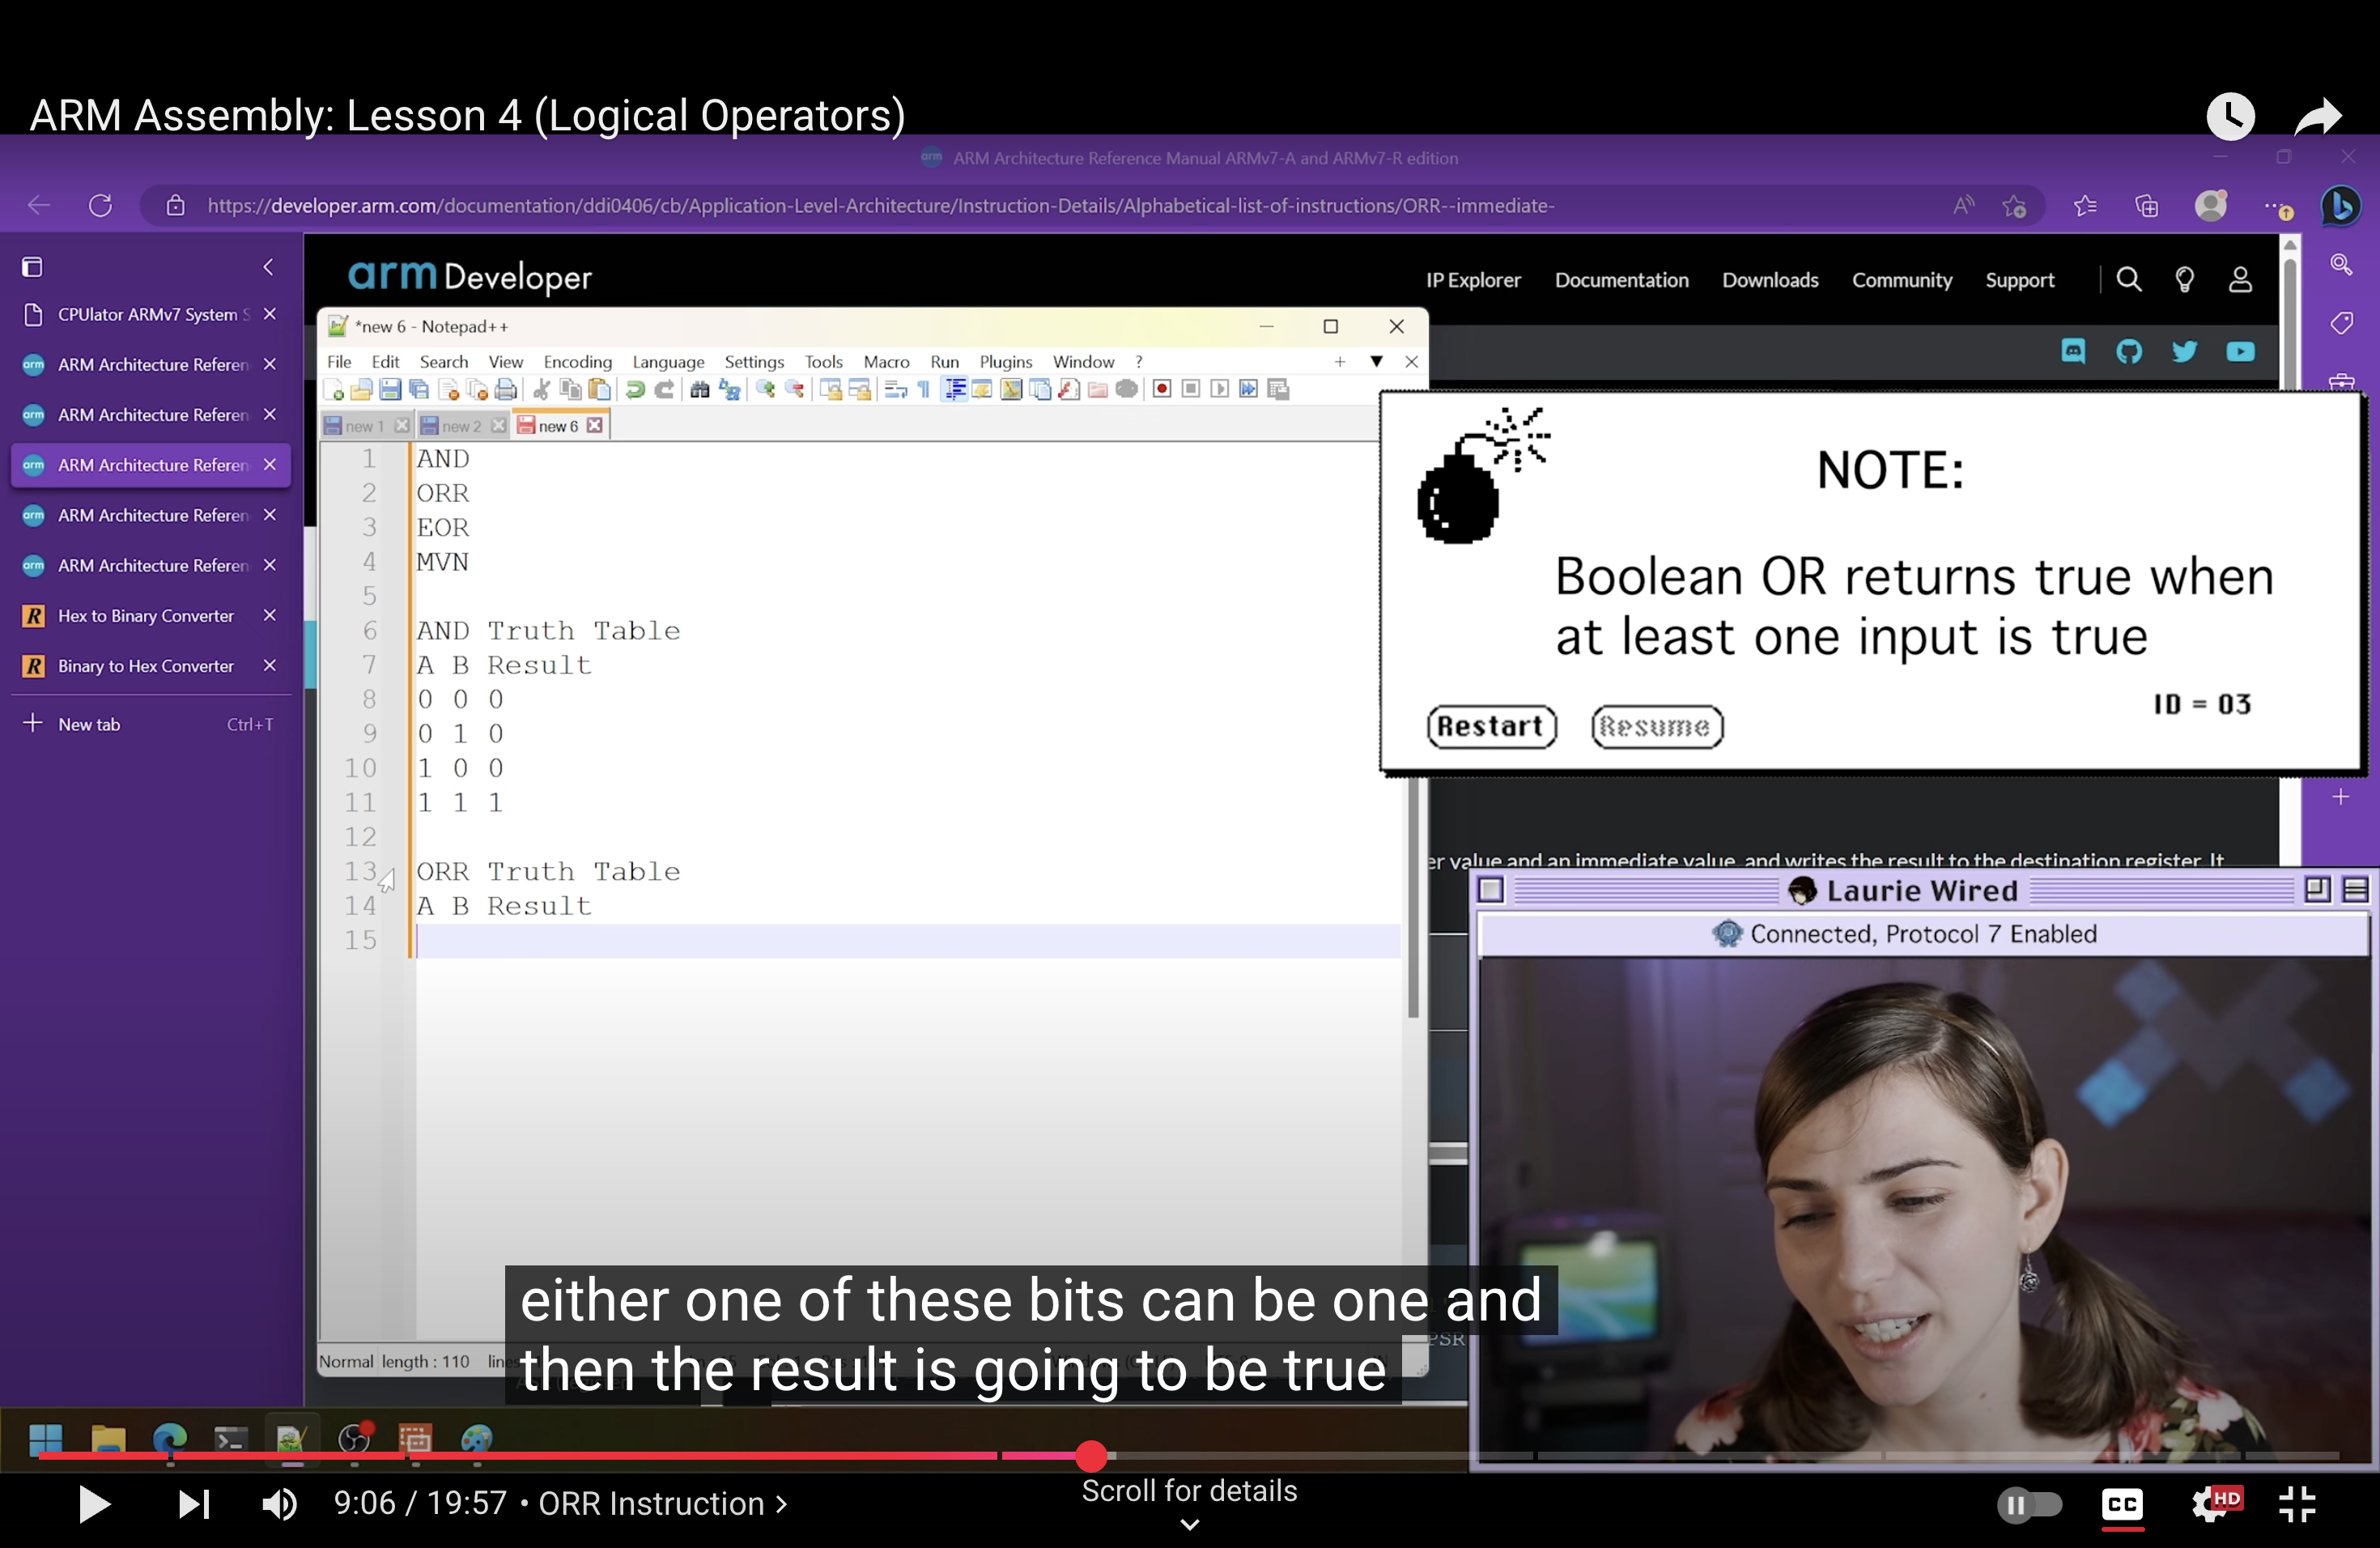 ARM Assembly: Lesson 4 (Logical Operators)
arm ARM Architecture Reference Manual ARMv7-A and ARMv7-R edition
https://developer.arm.com/documentation/ddi0406/cb/Application-Level-Architecture/Instruction-Details/Alphabetical-list-of-instructions/ORR--immediate-
CPUlator ARMv7 System S
arm ARM Architecture Referen
arm ARM Architecture Referen
arm ARM Architecture Referen
arm ARM Architecture Referen
arm ARM Architecture Referen
R Hex to Binary Converter
R Binary to Hex Converter
New tab Ctrl+T
arm Developer
IP Explorer Documentation Downloads Community Support
*new 6 - Notepad++
File Edit Search View Encoding Language Settings Tools Macro Run Plugins Window ?
new 1 new 2 new 6
1 AND
2 ORR
3 EOR
4 MVN
5
6 AND Truth Table
7 A B Result
8 0 0 0
9 0 1 0
10 1 0 0
11 1 1 1
12
13 ORR Truth Table
14 A B Result
15
Normal length : 110 lines
NOTE:
Boolean OR returns true when
at least one input is true
ID = 03
Restart Resume
er value and an immediate value, and writes the result to the destination register. It
PSR
Laurie Wired
Connected, Protocol 7 Enabled
either one of these bits can be one and
then the result is going to be true
9:06 / 19:57 • ORR Instruction >
Scroll for details
CC
HD